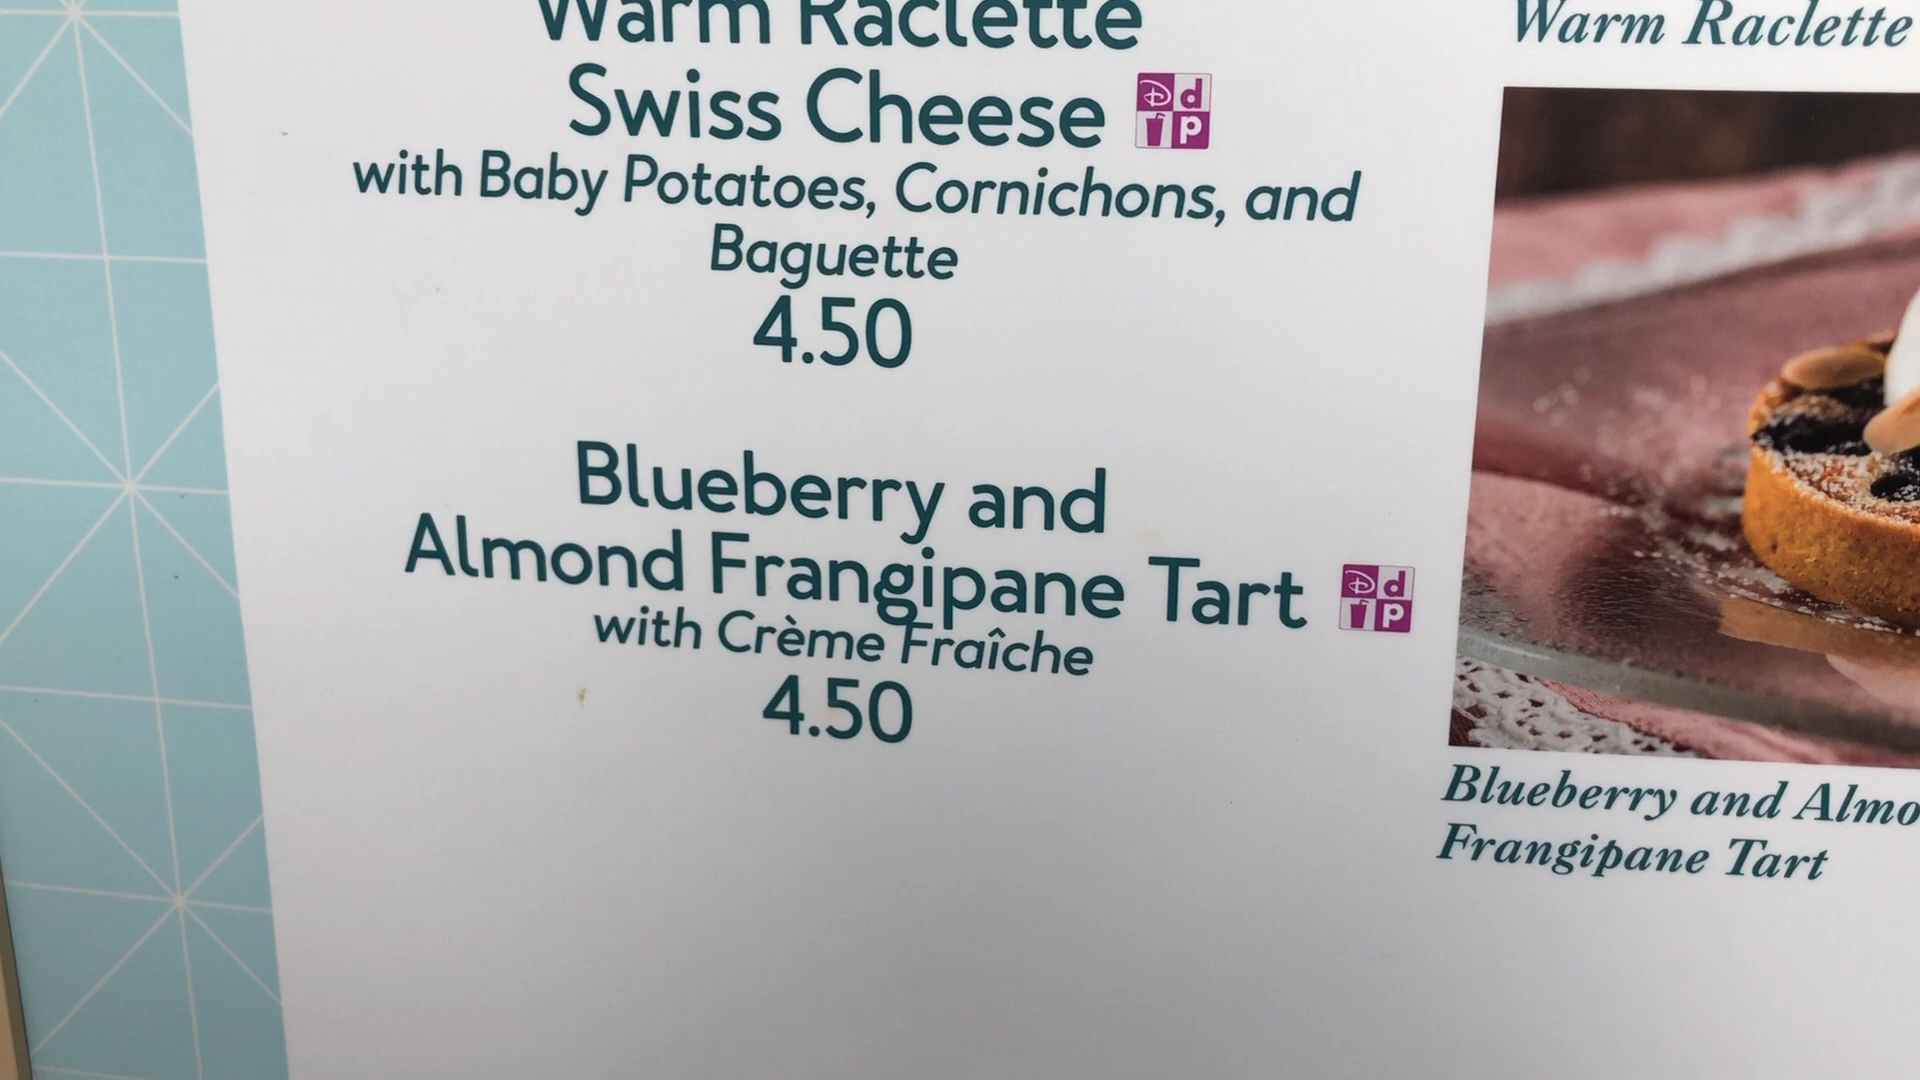 Warm Raclette
Swiss Cheese
with Baby Potatoes, Cornichons, and
Baguette
4.50
Blueberry and
Almond Frangipane Tart
with Crème Fraîche
4.50
Warm Raclette
Blueberry and Almo
Frangipane Tart
D d
p
D d
p